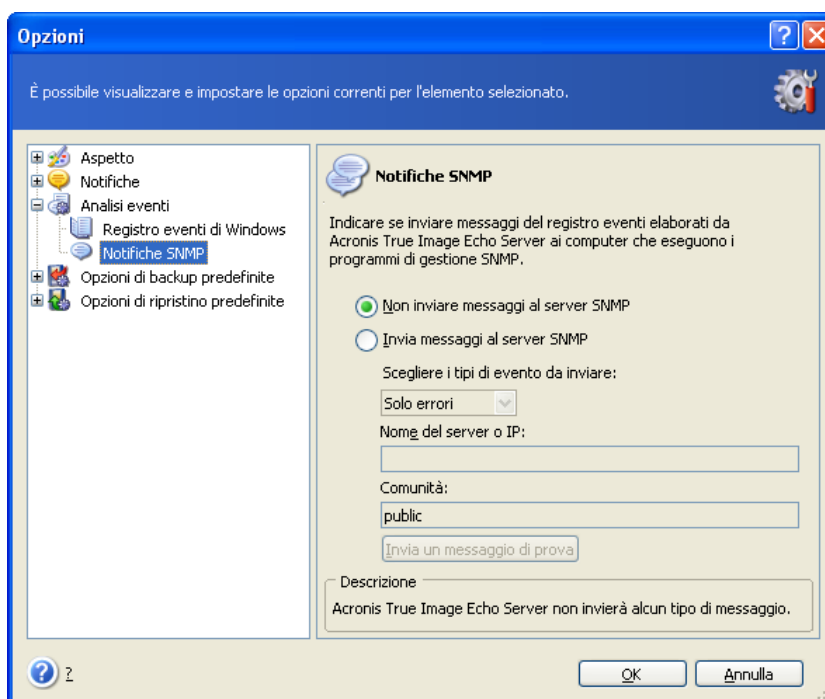 Opzioni
È possibile visualizzare e impostare le opzioni correnti per l'elemento selezionato.
Aspetto
Notifiche
Analisi eventi
Registro eventi di Windows
Notifiche SNMP
Opzioni di backup predefinite
Opzioni di ripristino predefinite
Notifiche SNMP
Indicare se inviare messaggi del registro eventi elaborati da
Acronis True Image Echo Server ai computer che eseguono i
programmi di gestione SNMP.
Non inviare messaggi al server SNMP
Invia messaggi al server SNMP
Scegliere i tipi di evento da inviare:
Solo errori
Nome del server o IP:
Comunità:
public
Invia un messaggio di prova
Descrizione
Acronis True Image Echo Server non invierà alcun tipo di messaggio.
?
OK
Annulla